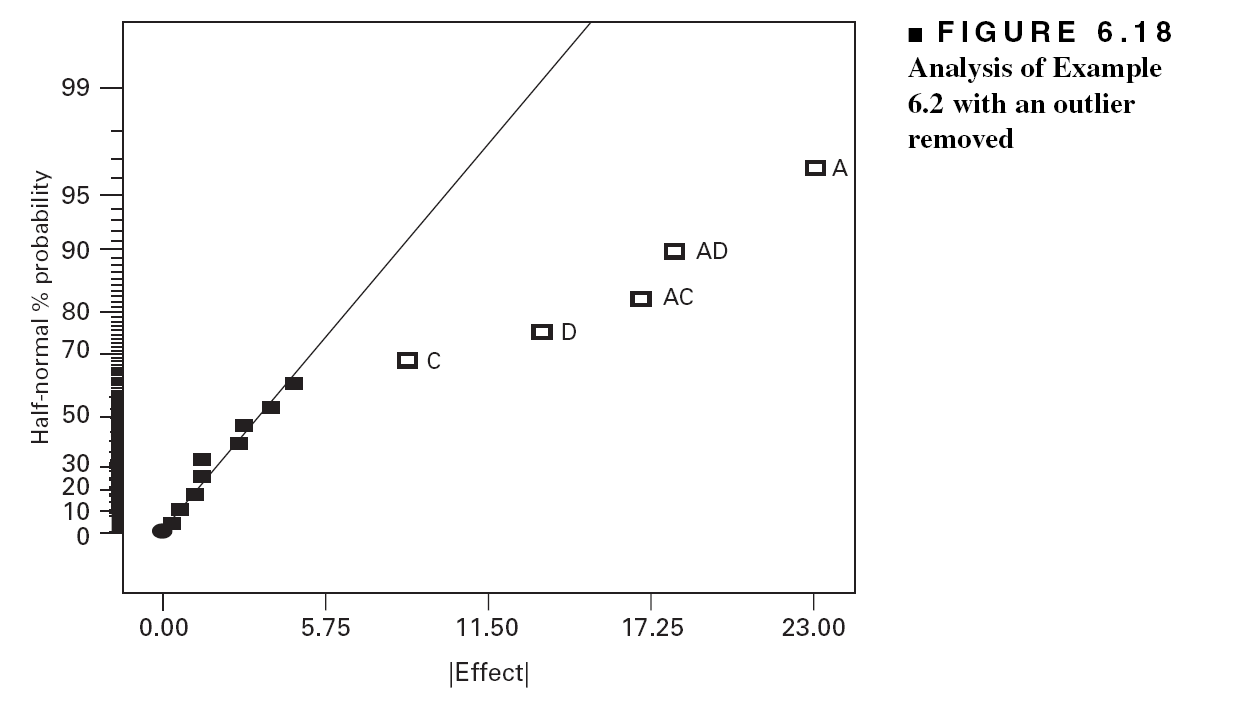 ■ FIGURE 6.18
Analysis of Example
6.2 with an outlier
removed
Half-normal % probability
99
95
90
80
70
50
30
20
10
0
A
AD
AC
D
C
0.00 5.75 11.50 17.25 23.00
|Effect|